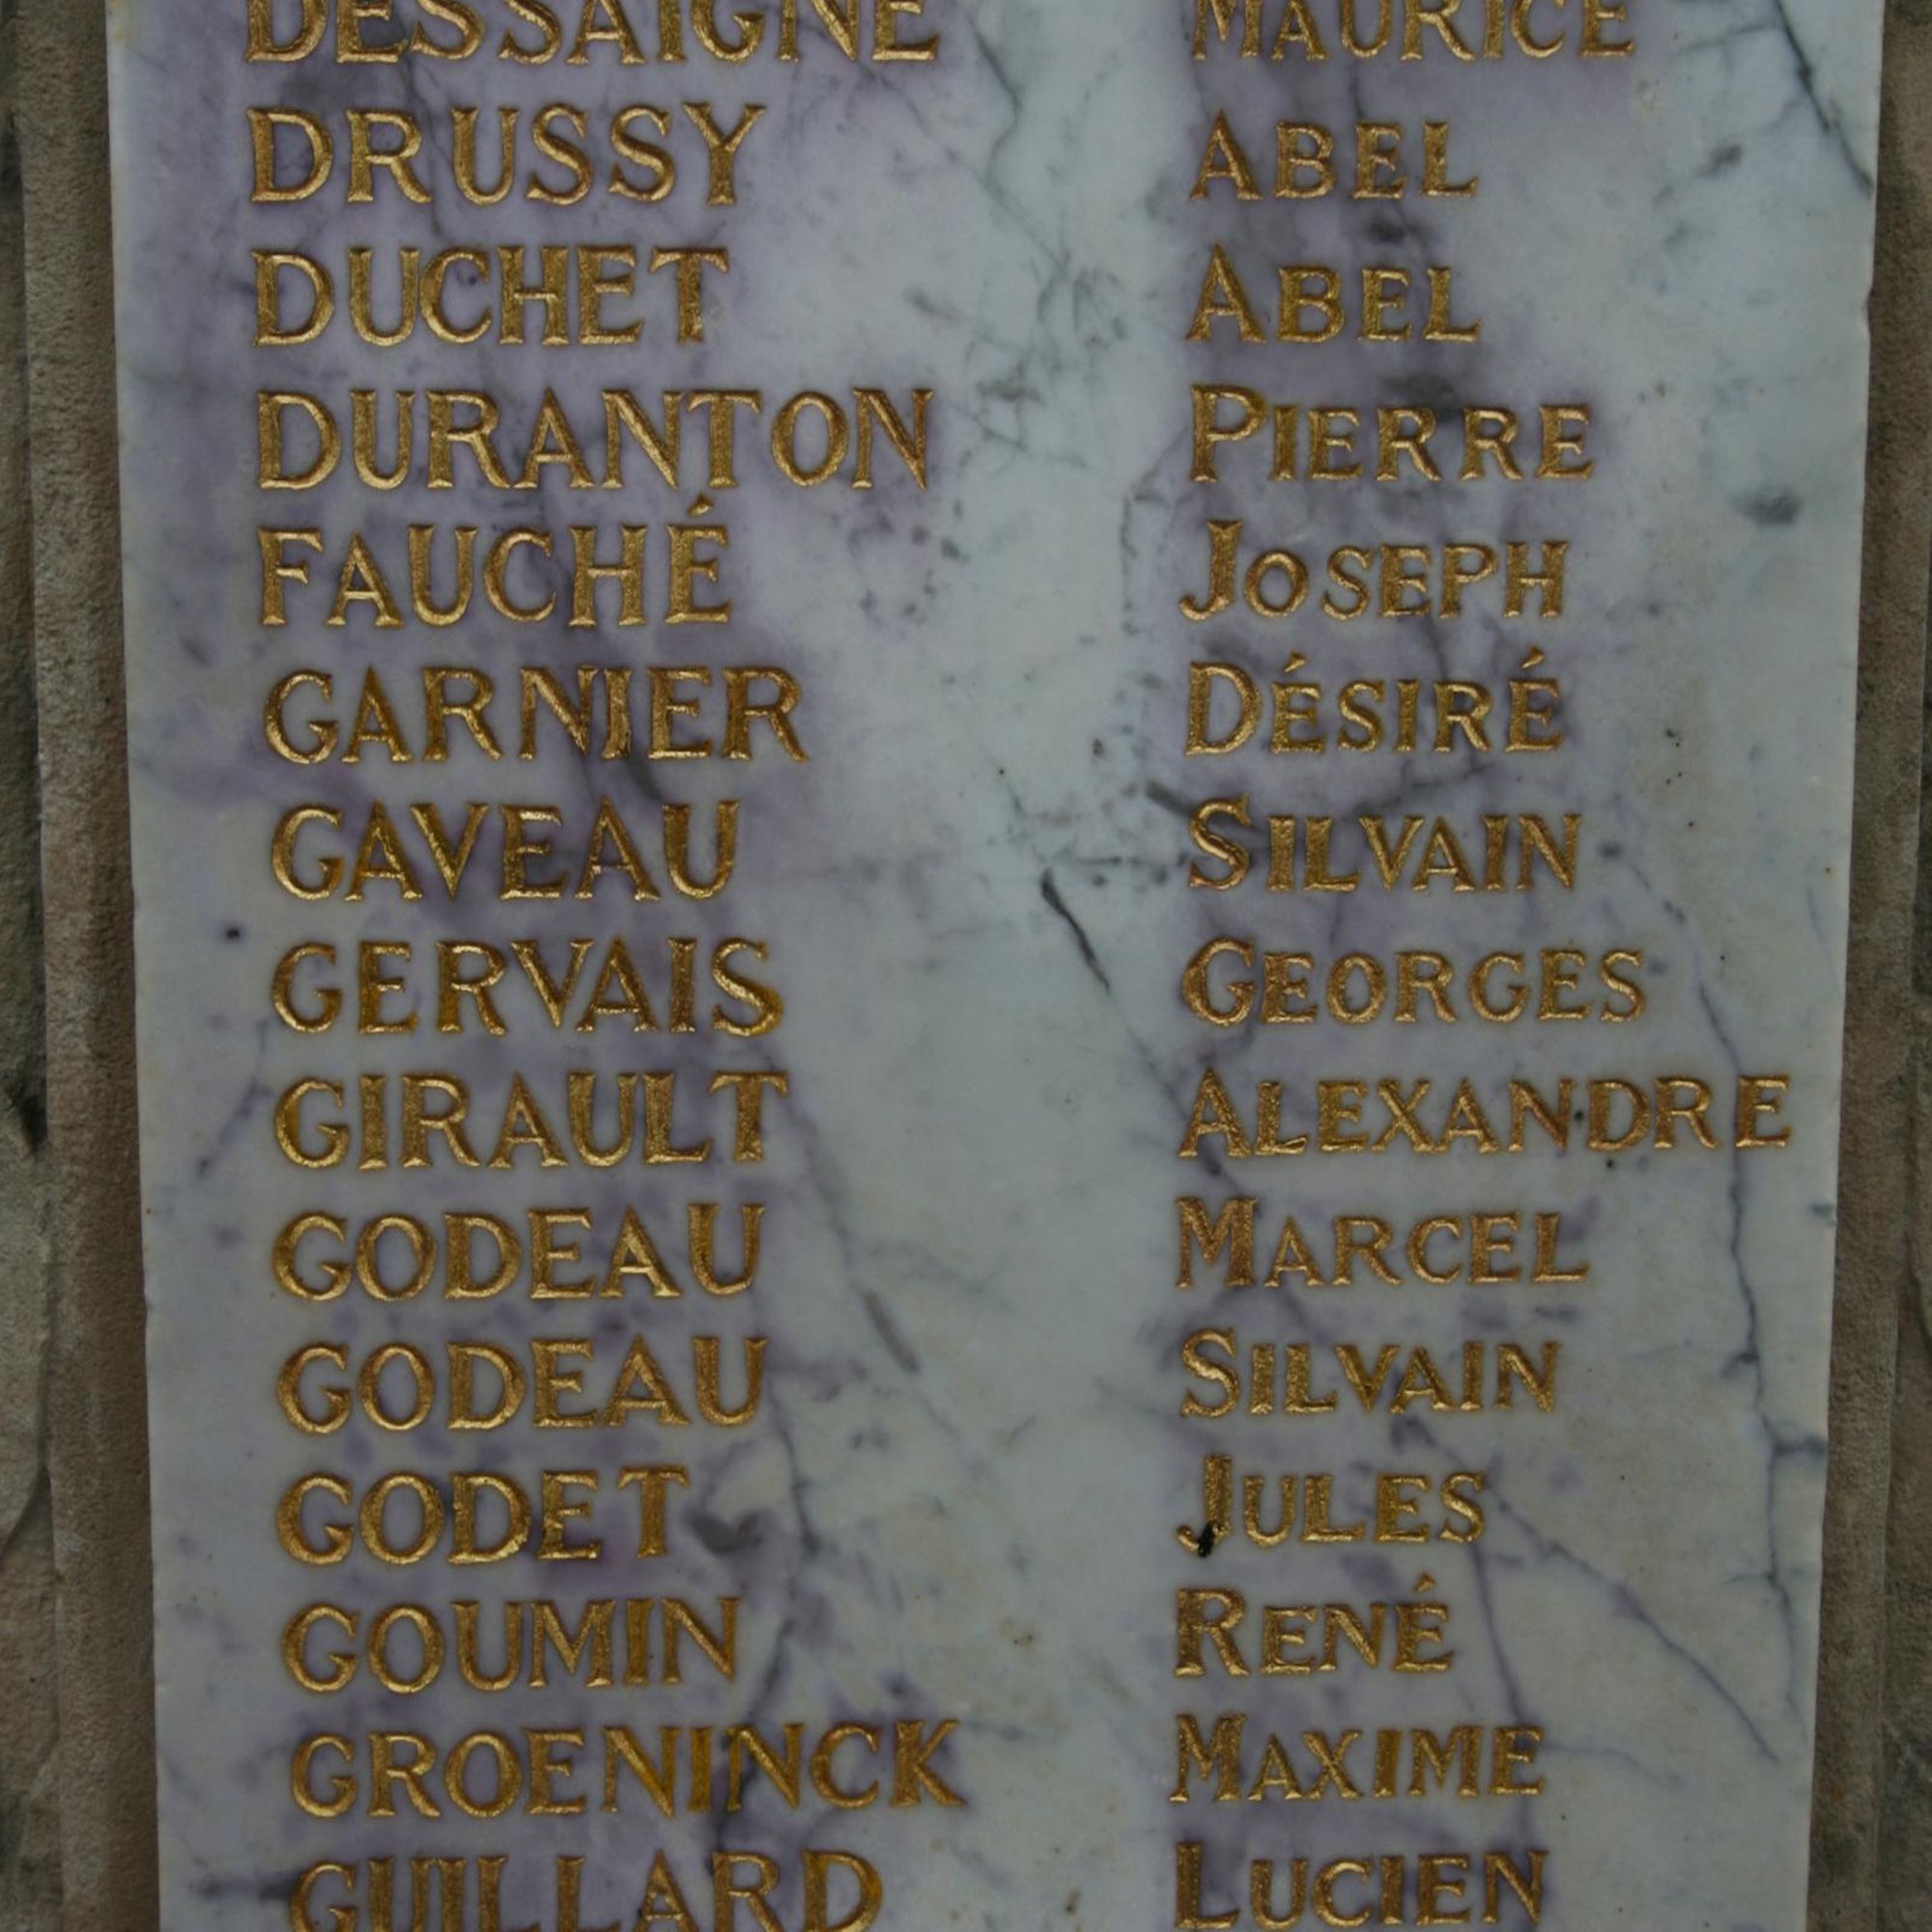 DESSAIGNE MAURICE
DRUSSY ABEL
DUCHET ABEL
DURANTON PIERRE
FAUCHÉ JOSEPH
GARNIER DÉSIRÉ
GAVEAU SILVAIN
GERVAIS GEORGES
GIRAULT ALEXANDRE
GODEAU MARCEL
GODEAU SILVAIN
GODET JULES
GOUMIN RENÉ
GROENINCK MAXIME
GUILLARD LUCIEN